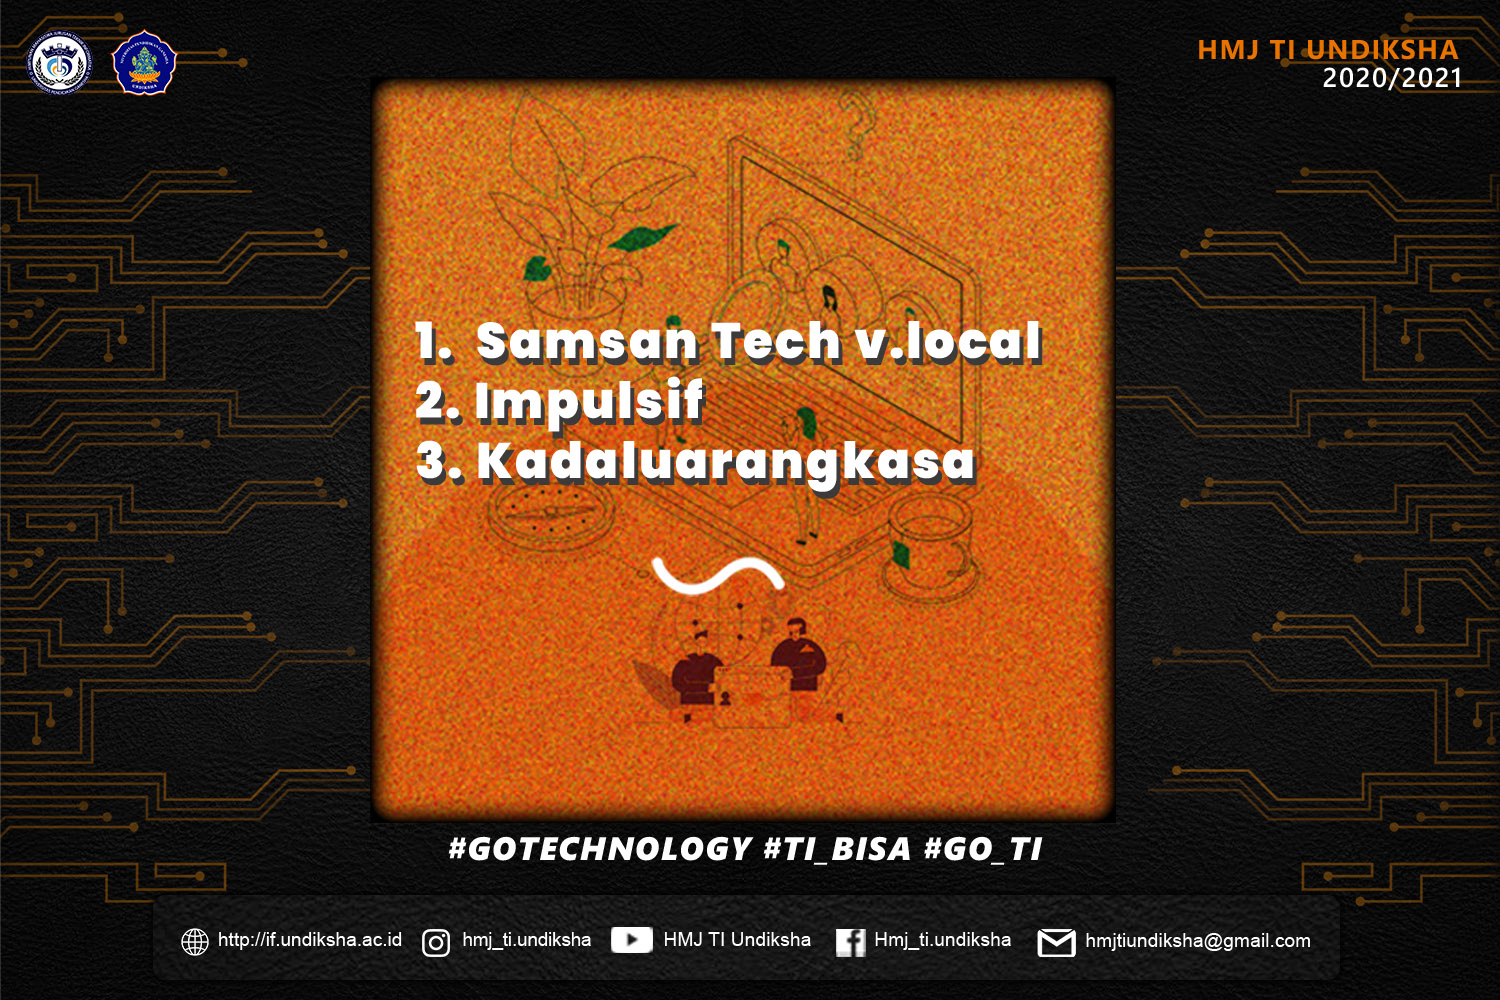 HMJ TI UNDIKSHA
2020/2021
1. Samsan Tech v.local
2. Impulsif
3. Kadaluarangkasa
#GOTECHNOLOGY #TI_BISA #GO_TI
http://if.undiksha.ac.id hmj_ti.undiksha HMJ TI Undiksha Hmj_ti.undiksha hmjtiundiksha@gmail.com
UNDIKSHA